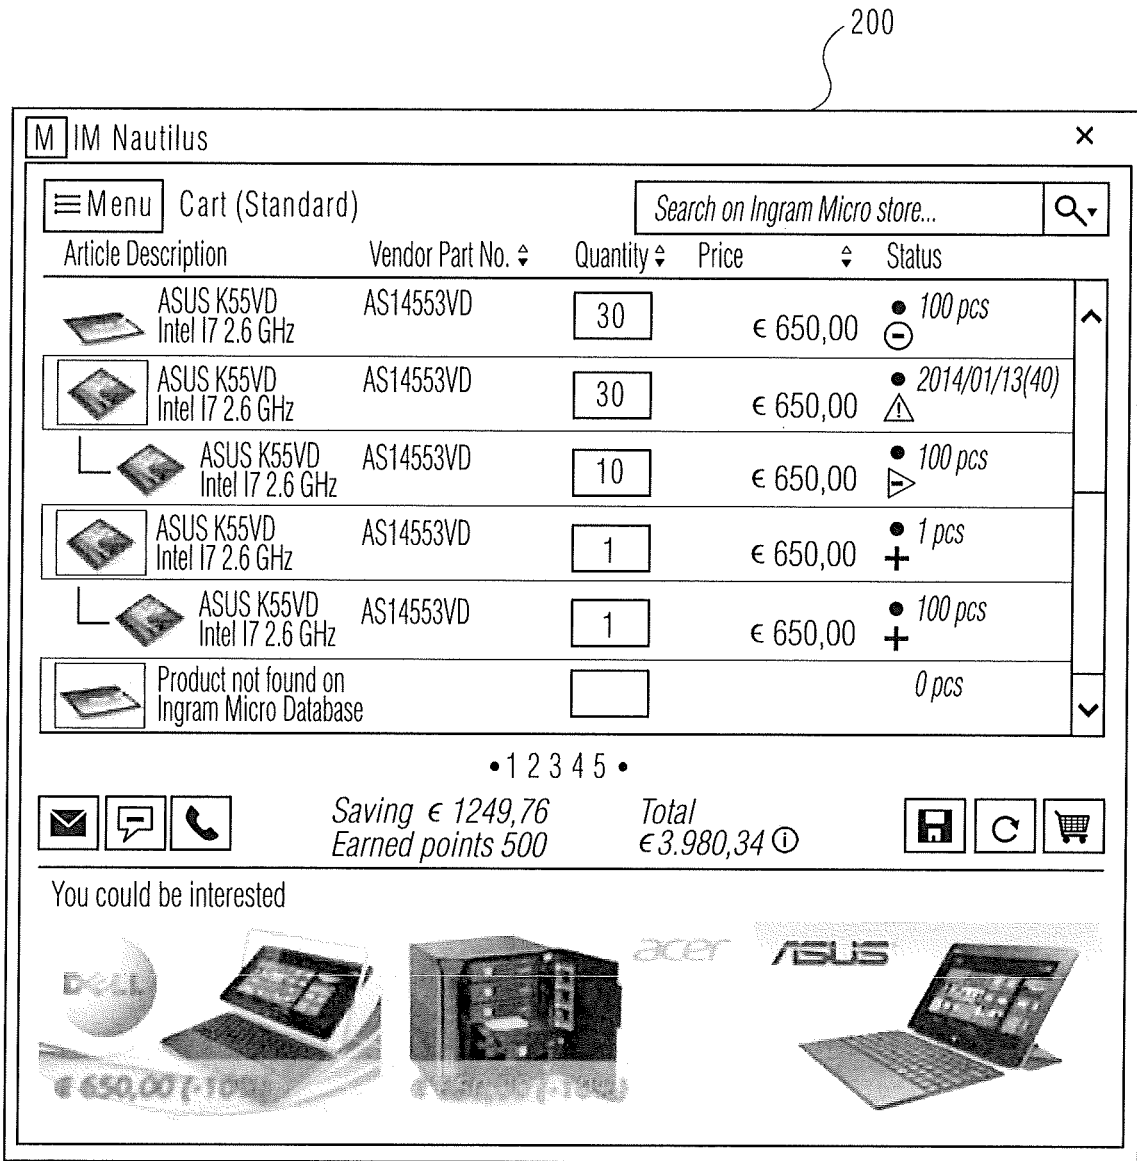 200
M IM Nautilus ×
Menu Cart (Standard) Search on Ingram Micro store...
Article Description Vendor Part No. Quantity Price Status
ASUS K55VD AS14553VD 30 € 650,00 100 pcs
Intel I7 2.6 GHz
ASUS K55VD AS14553VD 30 € 650,00 2014/01/13(40)
Intel I7 2.6 GHz
ASUS K55VD AS14553VD 10 € 650,00 100 pcs
Intel I7 2.6 GHz
ASUS K55VD AS14553VD 1 € 650,00 1 pcs
Intel I7 2.6 GHz
ASUS K55VD AS14553VD 1 € 650,00 100 pcs
Intel I7 2.6 GHz
Product not found on 0 pcs
Ingram Micro Database
•1 2 3 4 5 •
Saving € 1249,76 Total
Earned points 500 €3.980,34
You could be interested
DELL acer ASUS
€ 650,00 (-10%)